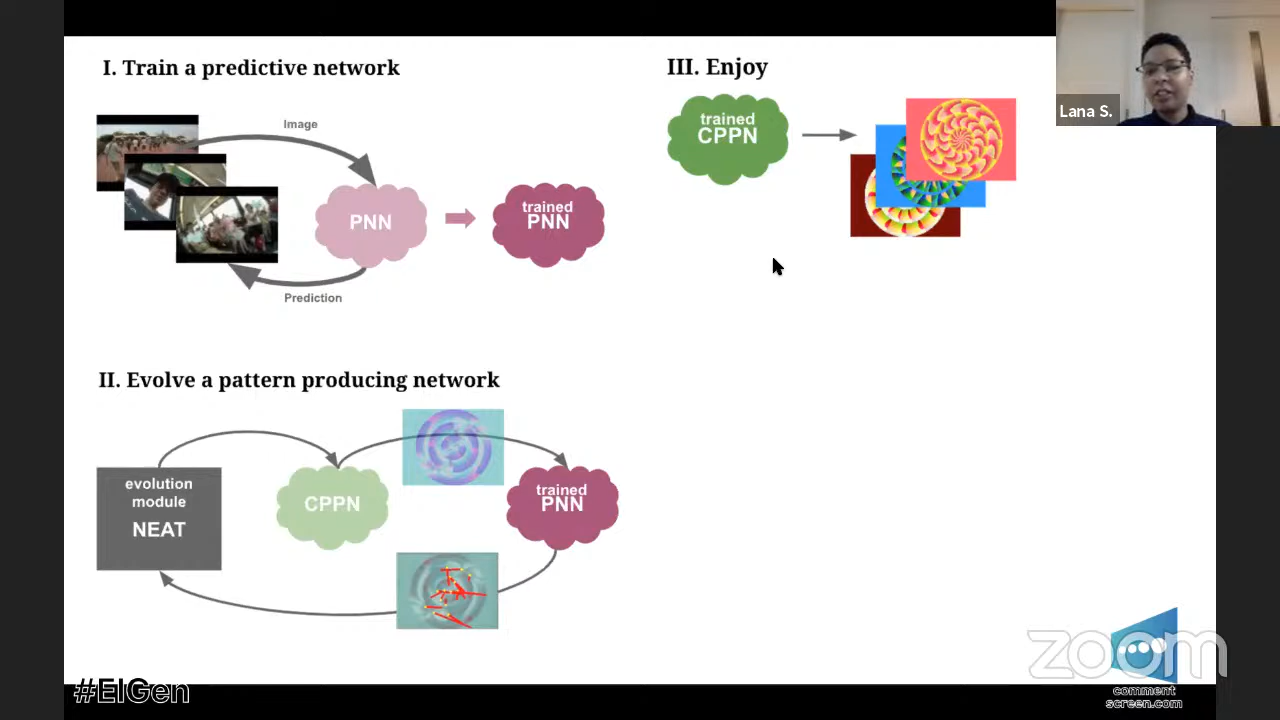 I. Train a predictive network
Image
PNN
trained
PNN
Prediction
II. Evolve a pattern producing network
evolution
module
NEAT
CPPN
trained
PNN
III. Enjoy
trained
CPPN
Lana S.
#EIGen
zoom
comment
screen.com